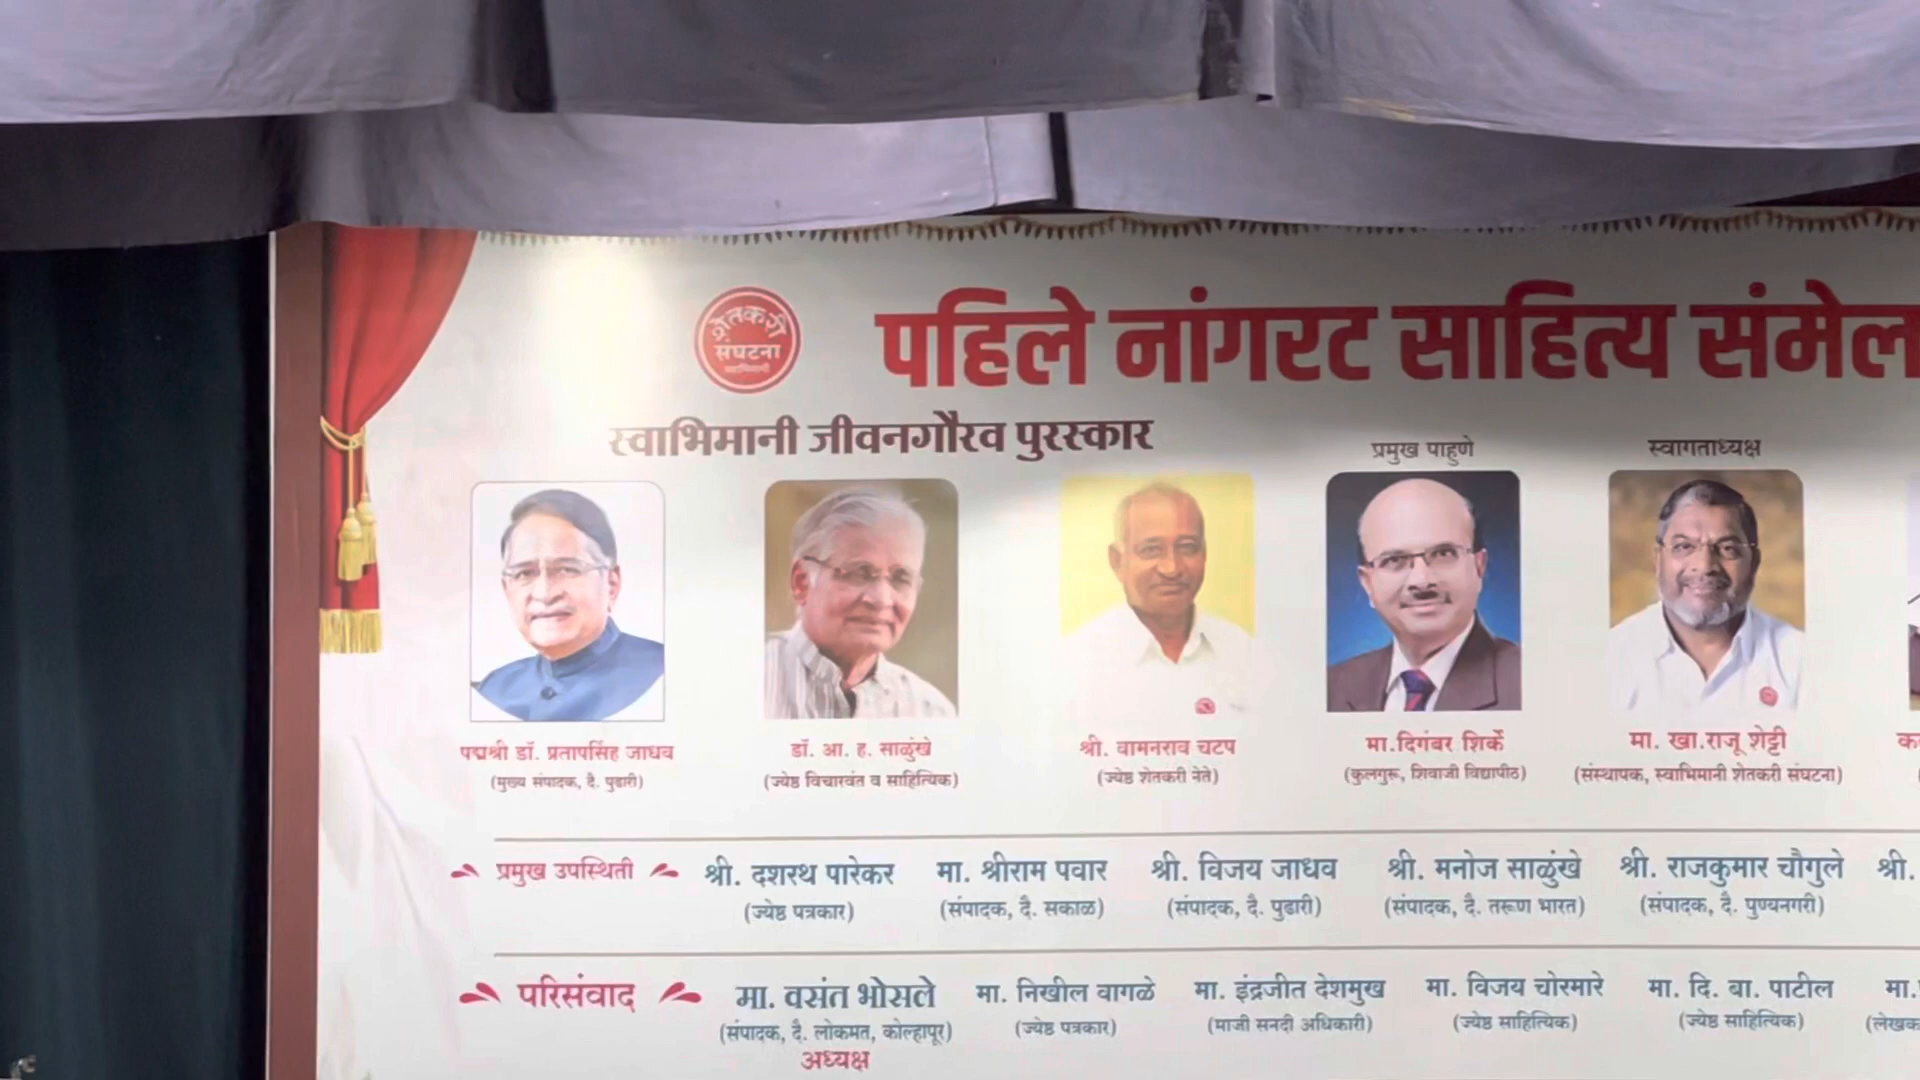 शेतकरी
संघटना
पहिले नांगरट साहित्य
स्वाभिमानी जीवनगौरव पुरस्कार
प्रमुख पाहुणे
स्वागताध्यक्ष
पद्मश्री डॉ. प्रतापसिंह जाधव
(मुख्य संपादक, दै. पुढारी)
डॉ. आ. ह. साळुंखे
(ज्येष्ठ विचारवंत व साहित्यिक)
श्री. वामनराव चटप
(ज्येष्ठ शेतकरी नेते)
मा.दिगंबर शिर्के
(कुलगुरू, शिवाजी विद्यापीठ)
मा. खा.राजू शेट्टी
(संस्थापक, स्वाभिमानी शेतकरी संघटना)
प्रमुख उपस्थिती
श्री. दशरथ पारेकर
(ज्येष्ठ पत्रकार)
मा. श्रीराम पवार
(संपादक, दै. सकाळ)
श्री. विजय जाधव
(संपादक, दै. पुढारी)
श्री. मनोज साळुंखे
(संपादक, दै. तरूण भारत)
श्री. राजकुमार चौगुले
(संपादक, दै. पुण्यनगरी)
श्री.
परिसंवाद
मा. वसंत भोसले
(संपादक, दै. लोकमत, कोल्हापूर)
अध्यक्ष
मा. निखील वागळे
(ज्येष्ठ पत्रकार)
मा. इंद्रजीत देशमुख
(माजी सनदी अधिकारी)
मा. विजय चोरमारे
(ज्येष्ठ साहित्यिक)
मा. दि. बा. पाटील
(ज्येष्ठ साहित्यिक)
मा.